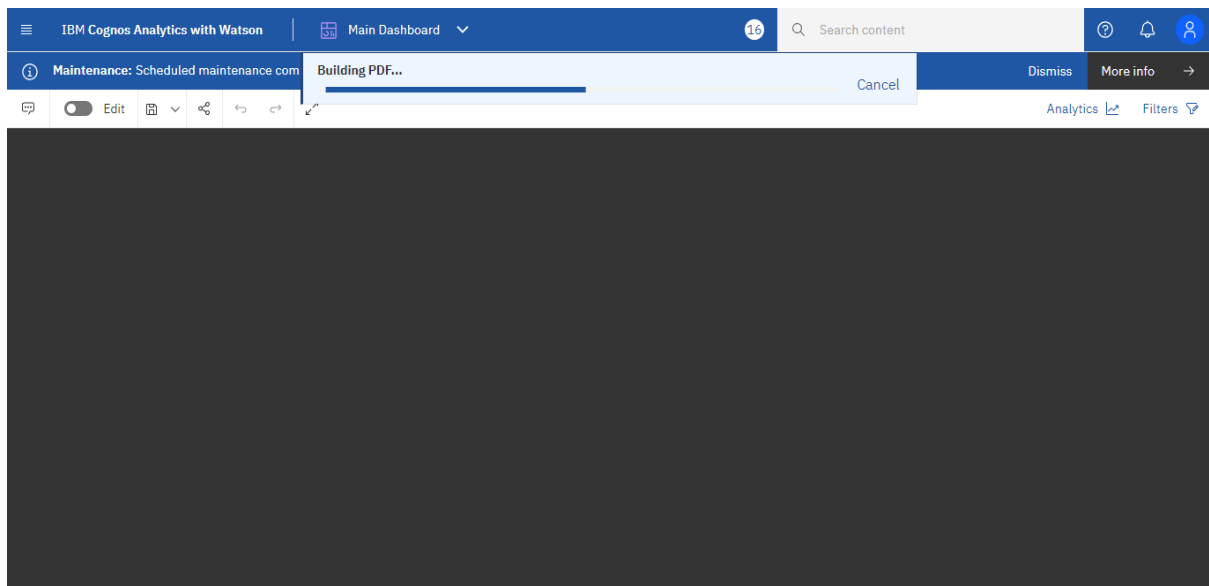 IBM Cognos Analytics with Watson
Main Dashboard
16
Search content
Maintenance: Scheduled maintenance com
Building PDF...
Cancel
Dismiss
More info
Edit
Analytics
Filters